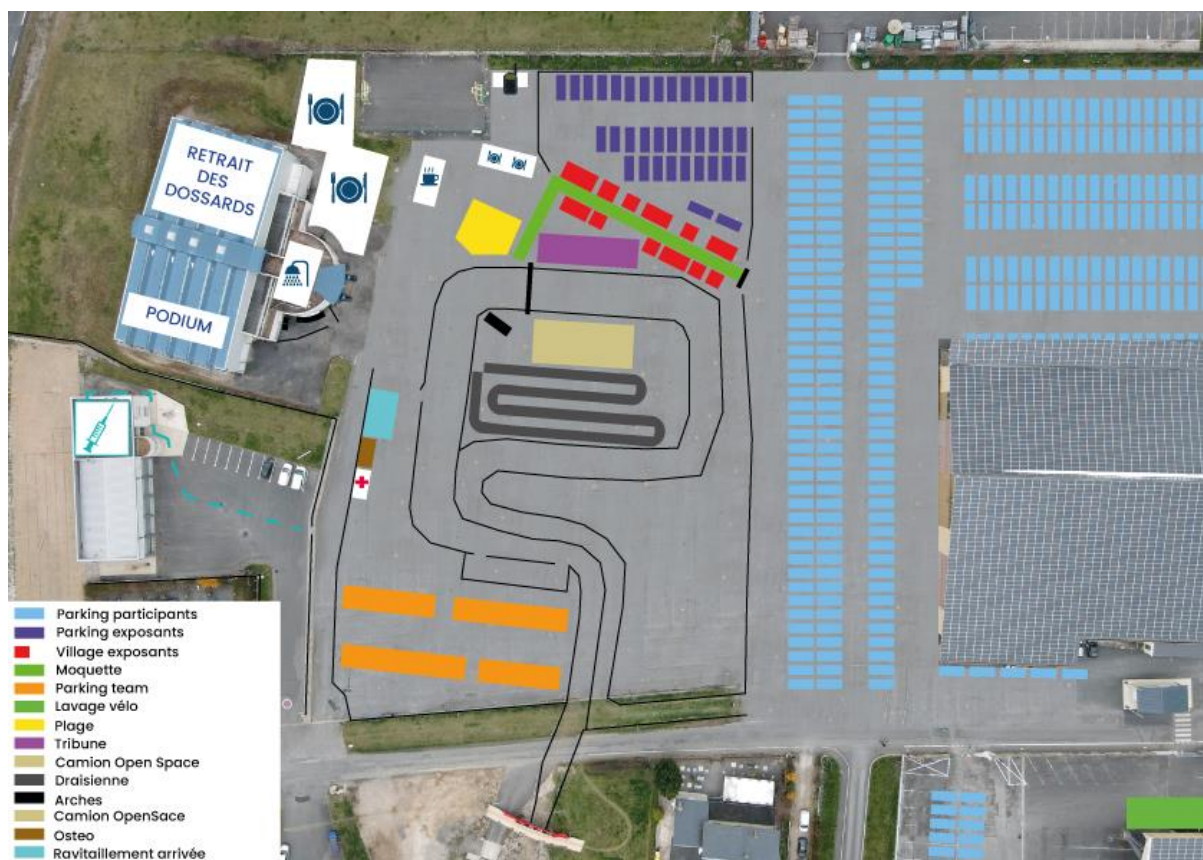 RETRAIT
DES
DOSSARDS
PODIUM
Parking participants
Parking exposants
Village exposants
Moquette
Parking team
Lavage vélo
Plage
Tribune
Camion Open Space
Draisienne
Arches
Camion OpenSace
Osteo
Ravitaillement arrivée